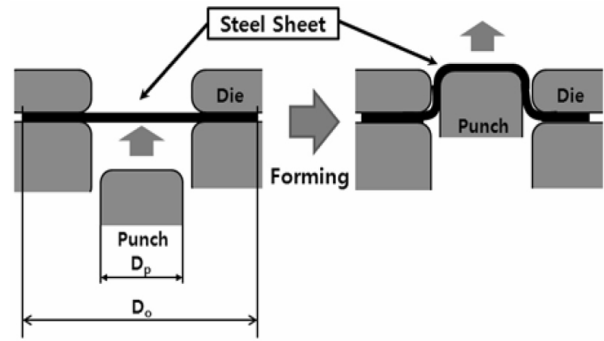 Steel Sheet
Die
Die
Punch
Forming
Punch
Dp
Do